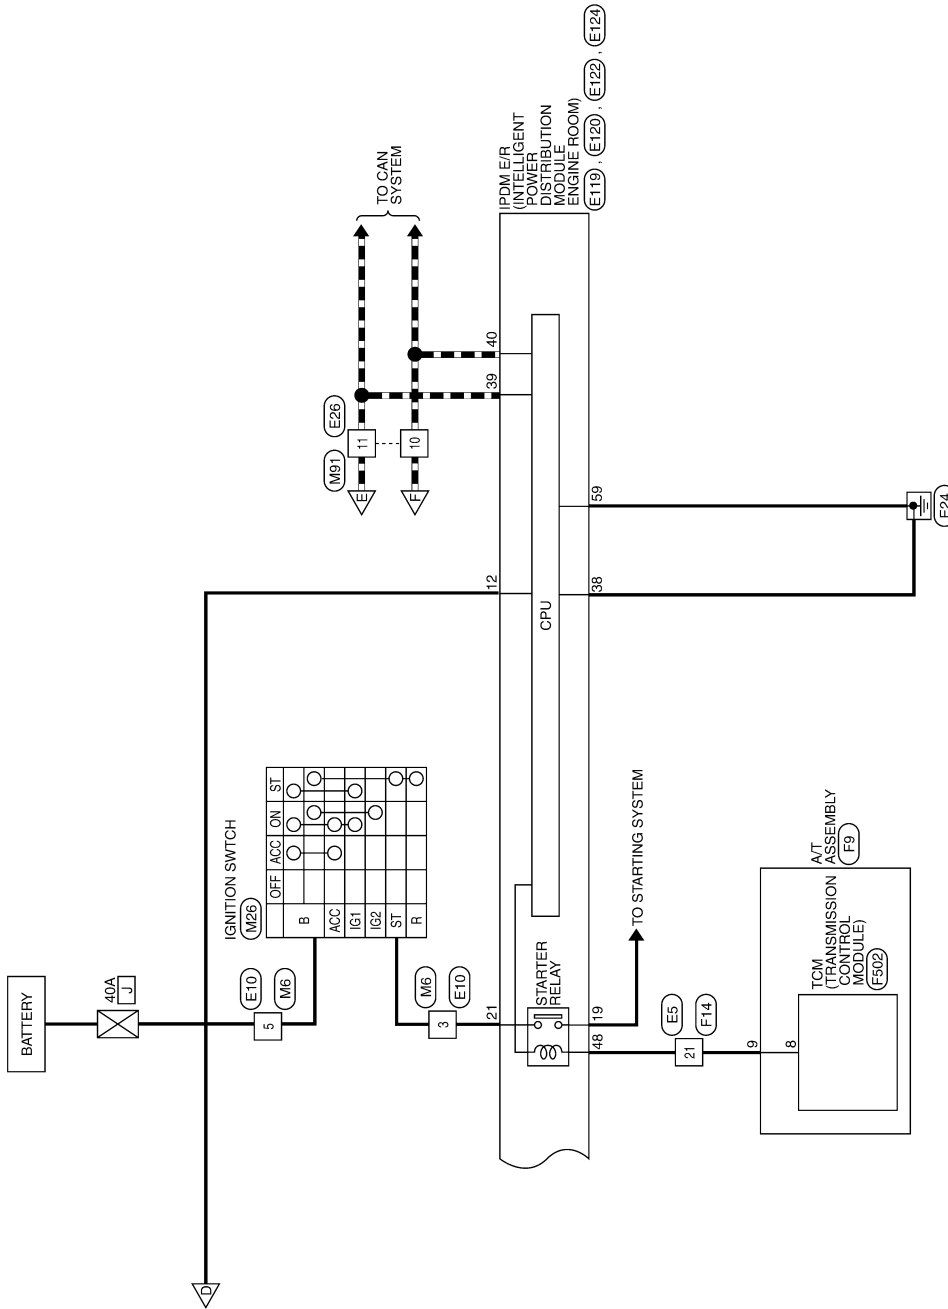 BATTERY
40A
J
E10
M6
5
IGNITION SWTCH
M26
OFF
ACC
ON
ST
B
ACC
IG1
IG2
ST
R
M6
E10
3
D
M91
E26
11
10
E
F
TO CAN
SYSTEM
IPDM E/R
(INTELLIGENT
POWER
DISTRIBUTION
MODULE
ENGINE ROOM)
E119 , E120 , E122 , E124
21
12
39
40
STARTER
RELAY
CPU
48
19
38
59
TO STARTING SYSTEM
E5
F14
21
9
8
A/T
ASSEMBLY
F9
TCM
(TRANSMISSION
CONTROL
MODULE)
F502